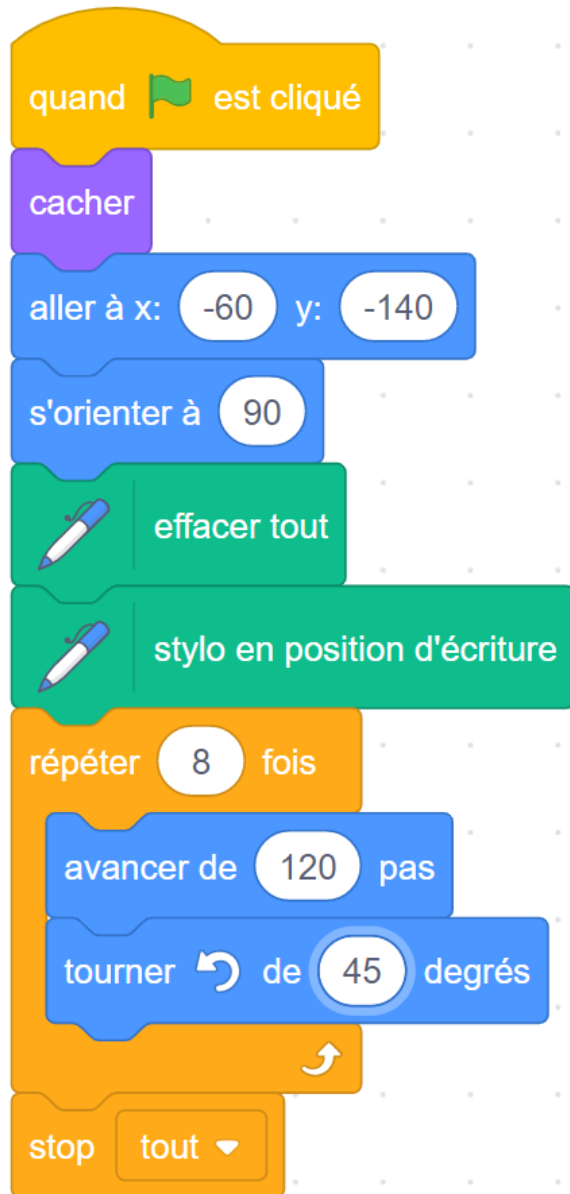 quand est cliqué
cacher
aller à x: -60 y: -140
s'orienter à 90
effacer tout
stylo en position d'écriture
répéter 8 fois
avancer de 120 pas
tourner de 45 degrés
stop tout